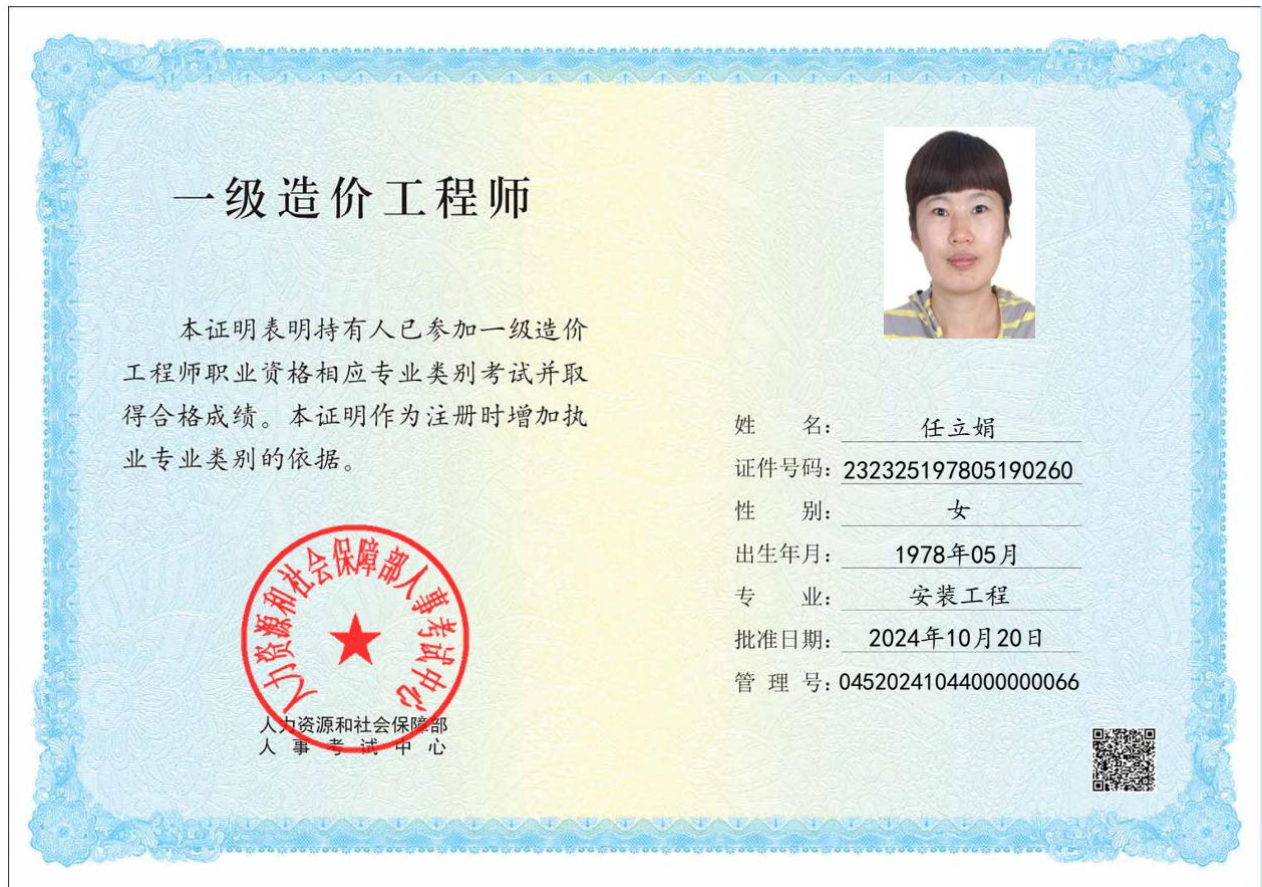 一级造价工程师
本证明表明持有人已参加一级造价
工程师职业资格相应专业类别考试并取
得合格成绩。本证明作为注册时增加执
业专业类别的依据。
人力资源和社会保障部人事考试中心
人力资源和社会保障部
人事考试中心
姓名：任立娟
证件号码：232325197805190260
性别：女
出生年月：1978年05月
专业：安装工程
批准日期：2024年10月20日
管理号：04520241044000000066